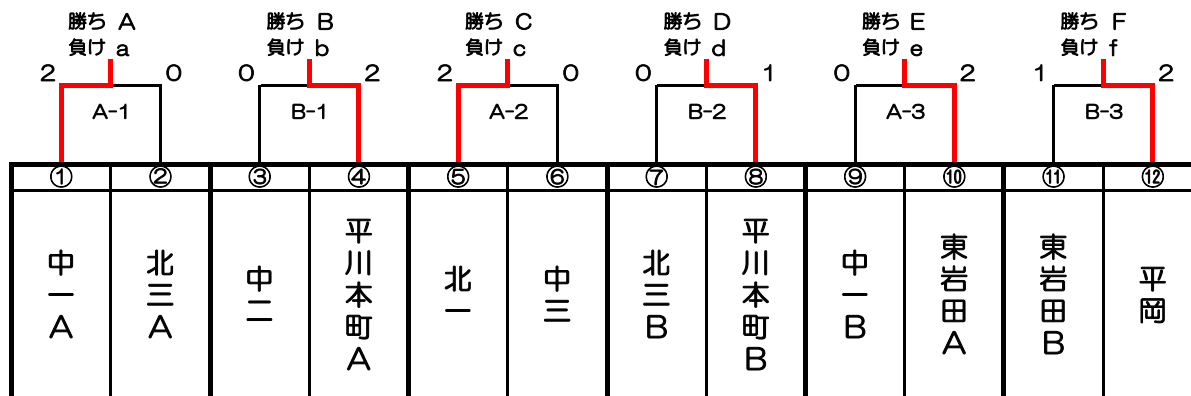 勝ち A 勝ち B 勝ち C 勝ち D 勝ち E 勝ち F
負け a 負け b 負け c 負け d 負け e 負け f
2 0 0 2 2 0 0 1 0 2 1 2
A-1 B-1 A-2 B-2 A-3 B-3
① ② ③ ④ ⑤ ⑥ ⑦ ⑧ ⑨ ⑩ ⑪ ⑫
中一A
北三A
中二
平川本町A
北一
中三
北三B
平川本町B
中一B
東岩田A
東岩田B
平岡